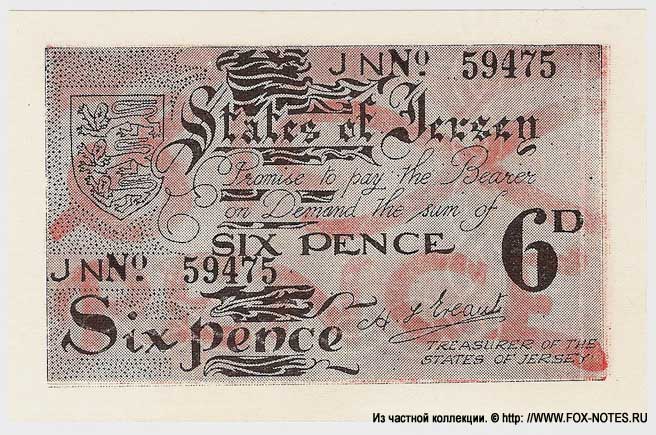 J N No 59475
States of Jersey
Promise to pay the Bearer
on Demand the sum of
SIX PENCE
6D
J N No 59475
Six pence
TREASURER OF THE
STATES OF JERSEY
Из частной коллекции. © http: //WWW.FOX-NOTES.RU